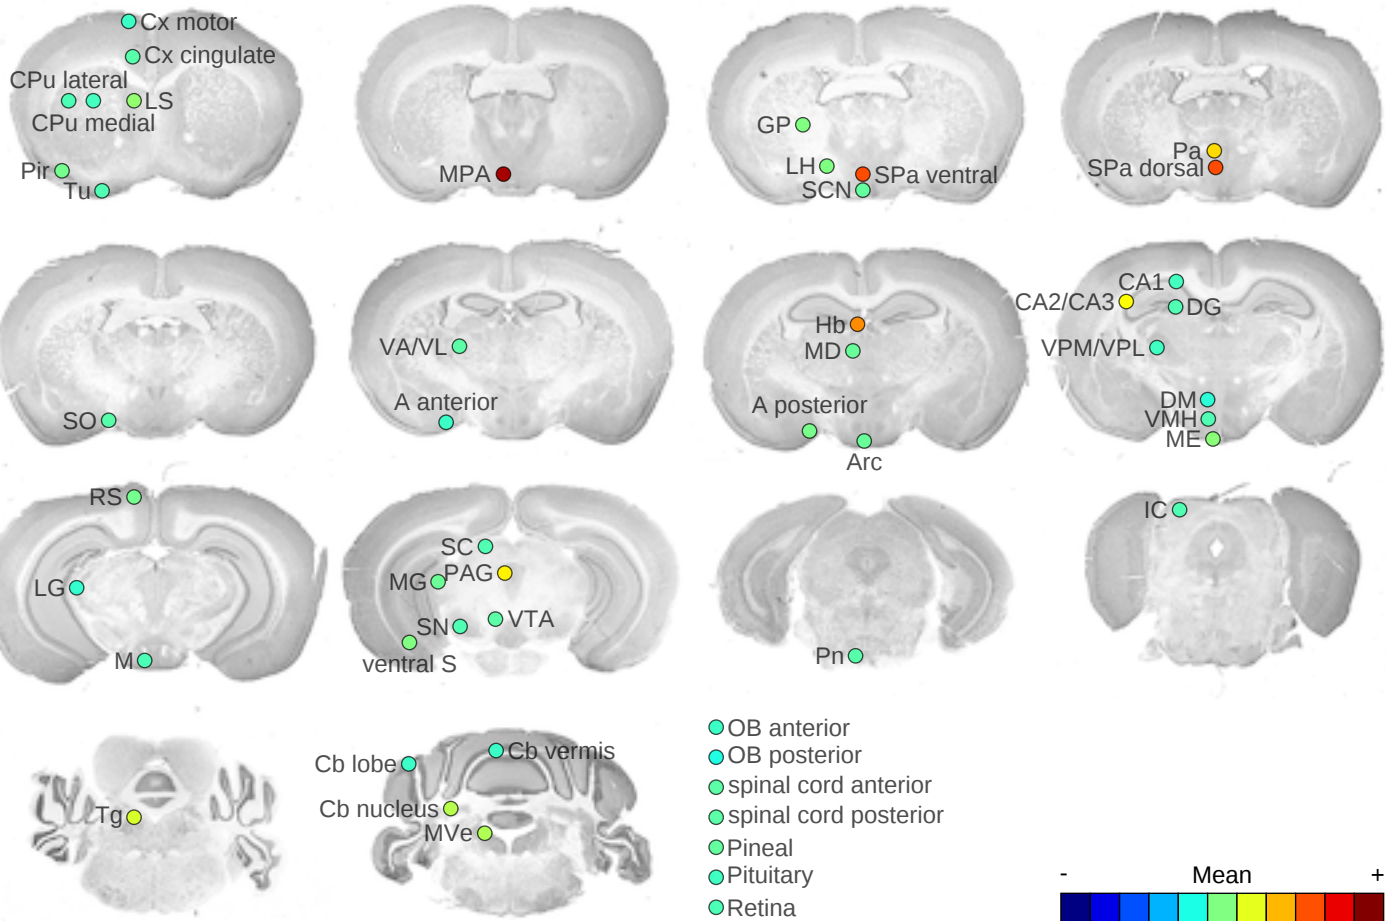 Cx motor
Cx cingulate
CPu lateral
LS
CPu medial
Pir
Tu
MPA
GP
LH
SPa ventral
SCN
Pa
SPa dorsal
SO
VA/VL
A anterior
Hb
MD
A posterior
Arc
CA1
CA2/CA3
DG
VPM/VPL
DM
VMH
ME
RS
LG
M
SC
PAG
MG
VTA
SN
ventral S
Pn
IC
Tg
Cb vermis
Cb lobe
Cb nucleus
MVe
OB anterior
OB posterior
spinal cord anterior
spinal cord posterior
Pineal
Pituitary
Retina
- Mean +